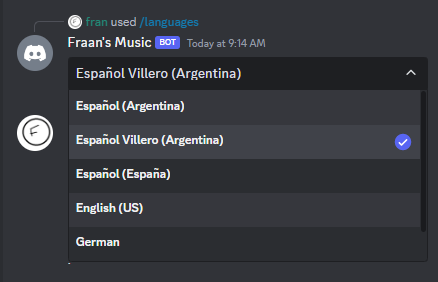 fran used /languages
Fraan's Music BOT Today at 9:14 AM
Español Villero (Argentina)
Español (Argentina)
Español Villero (Argentina)
Español (España)
English (US)
German